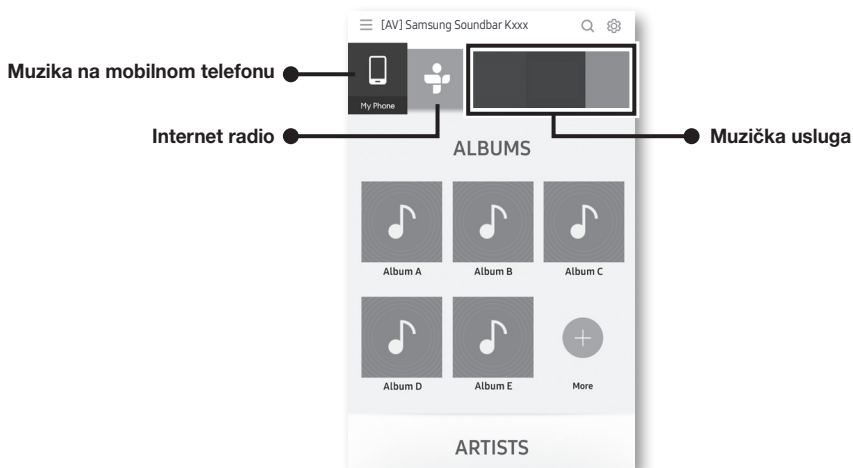 [AV] Samsung Soundbar Kxxx
Muzika na mobilnom telefonu
My Phone
Internet radio
Muzička usluga
ALBUMS
Album A
Album B
Album C
Album D
Album E
More
ARTISTS